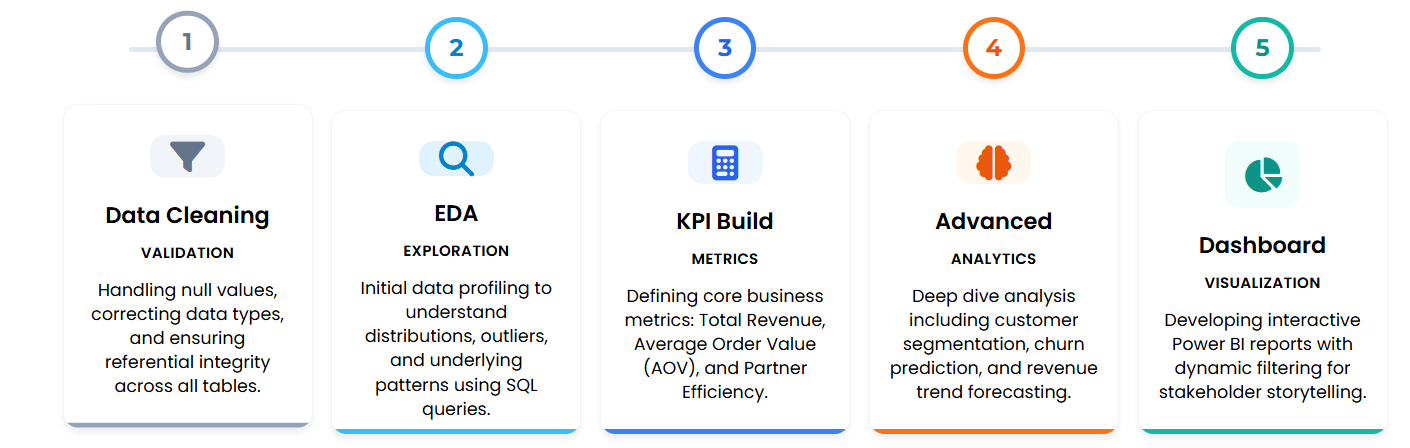 1
2
3
4
5
Data Cleaning
VALIDATION
Handling null values,
correcting data types,
and ensuring
referential integrity
across all tables.
EDA
EXPLORATION
Initial data profiling to
understand
distributions, outliers,
and underlying
patterns using SQL
queries.
KPI Build
METRICS
Defining core business
metrics: Total Revenue,
Average Order Value
(AOV), and Partner
Efficiency.
Advanced
ANALYTICS
Deep dive analysis
including customer
segmentation, churn
prediction, and revenue
trend forecasting.
Dashboard
VISUALIZATION
Developing interactive
Power BI reports with
dynamic filtering for
stakeholder storytelling.